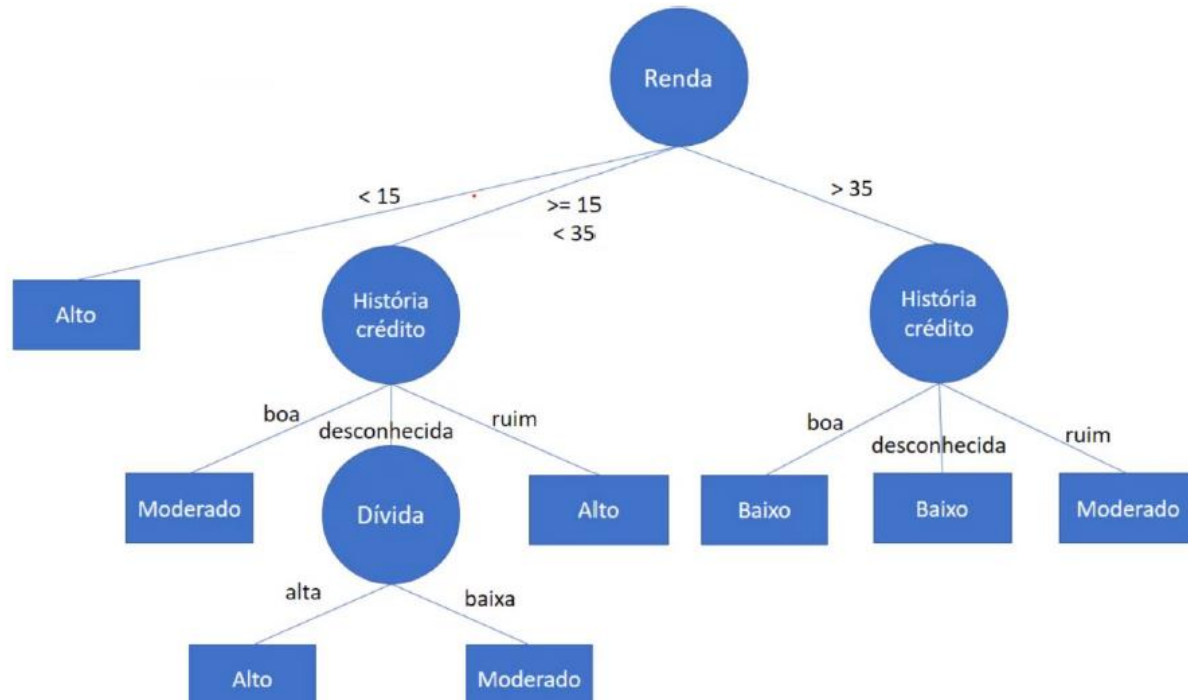 Renda
< 15
>= 15
< 35
> 35
Alto
História
crédito
História
crédito
boa
desconhecida
ruim
boa
desconhecida
ruim
Moderado
Dívida
Alto
Baixo
Baixo
Moderado
alta
baixa
Alto
Moderado